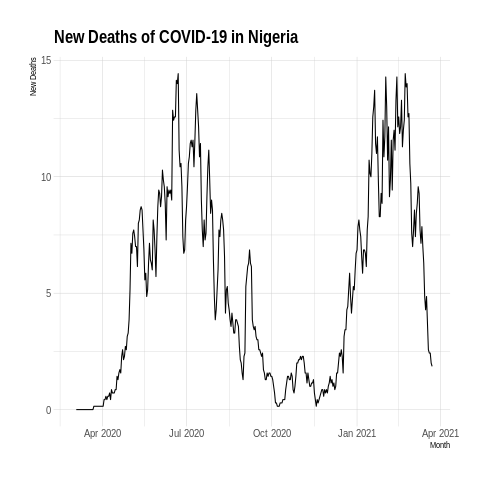 New Deaths of COVID-19 in Nigeria
New Deaths
15
10
5
0
Apr 2020 Jul 2020 Oct 2020 Jan 2021 Apr 2021
Month